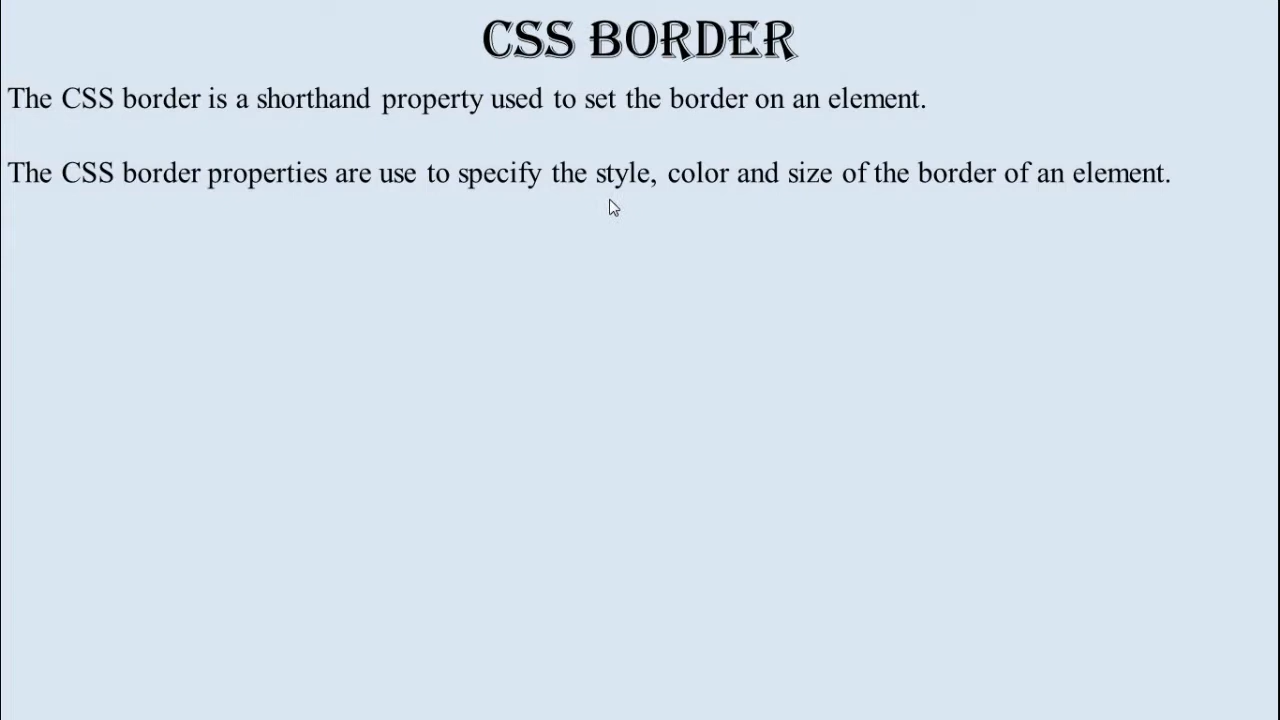 CSS BORDER
The CSS border is a shorthand property used to set the border on an element.
The CSS border properties are use to specify the style, color and size of the border of an element.